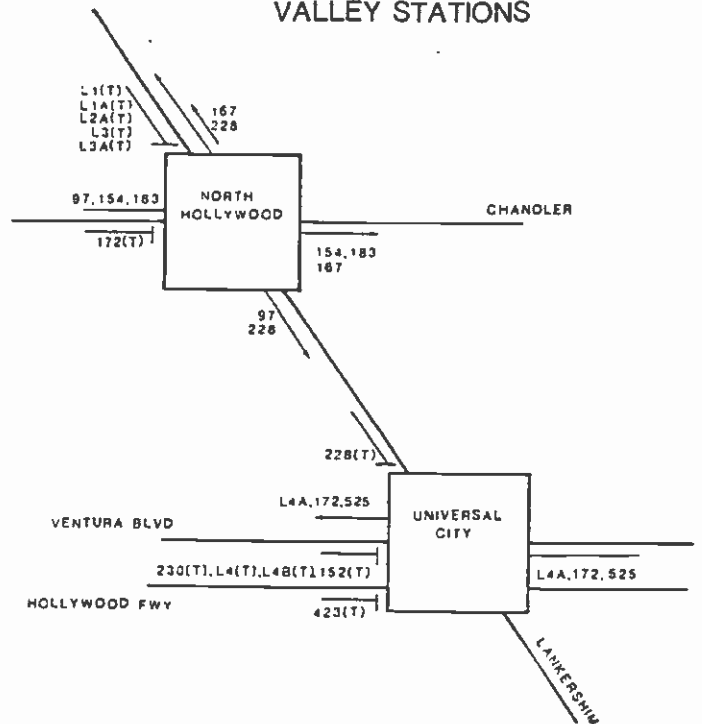 VALLEY STATIONS
L1(T)
L1A(T)
L2A(T)
L3(T)
L3A(T)
167
228
97,154,183
NORTH
HOLLYWOOD
CHANDLER
172(T)
154,183
167
97
228
228(T)
L4A,172,525
UNIVERSAL
CITY
VENTURA BLVD
230(T),L4(T),L4B(T),152(T)
L4A,172,525
HOLLYWOOD FWY
423(T)
LANKERSHIM